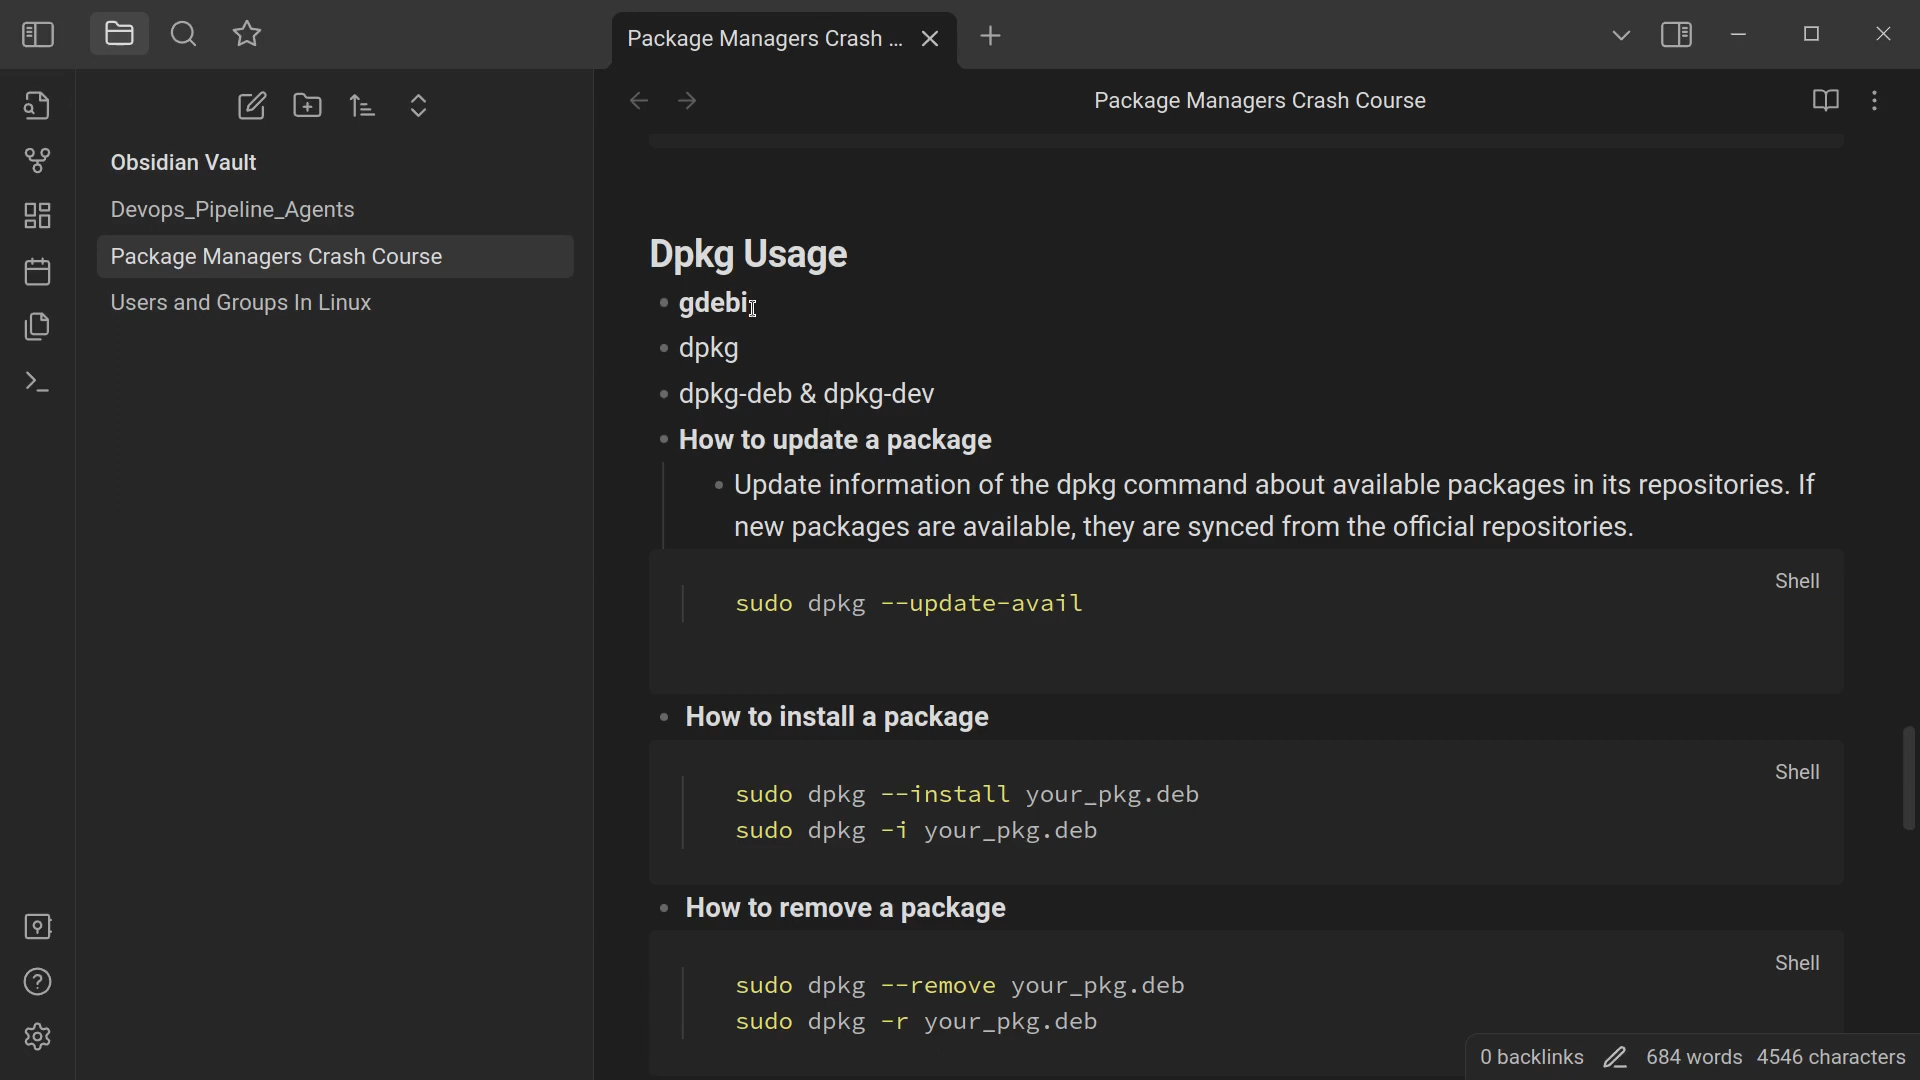 Package Managers Crash ...
Package Managers Crash Course
Obsidian Vault
Devops_Pipeline_Agents
Package Managers Crash Course
Users and Groups In Linux
Dpkg Usage
gdebi
dpkg
dpkg-deb & dpkg-dev
How to update a package
Update information of the dpkg command about available packages in its repositories. If
new packages are available, they are synced from the official repositories.
Shell
sudo dpkg --update-avail
How to install a package
Shell
sudo dpkg --install your_pkg.deb
sudo dpkg -i your_pkg.deb
How to remove a package
Shell
sudo dpkg --remove your_pkg.deb
sudo dpkg -r your_pkg.deb
0 backlinks 684 words 4546 characters